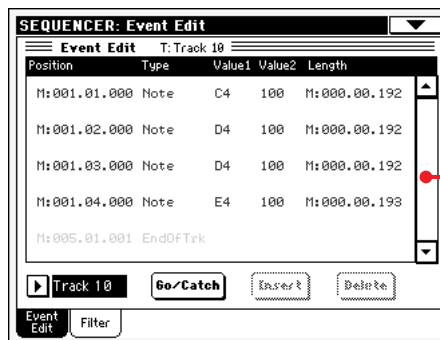 SEQUENCER: Event Edit
Event Edit T: Track 10
Position Type Value1 Value2 Length
M:001.01.000 Note C4 100 M:000.00.192
M:001.02.000 Note D4 100 M:000.00.192
M:001.03.000 Note D4 100 M:000.00.192
M:001.04.000 Note E4 100 M:000.00.193
M:005.01.001 EndOfTrk
Track 10 Go/Catch Insert Delete
Event Edit Filter